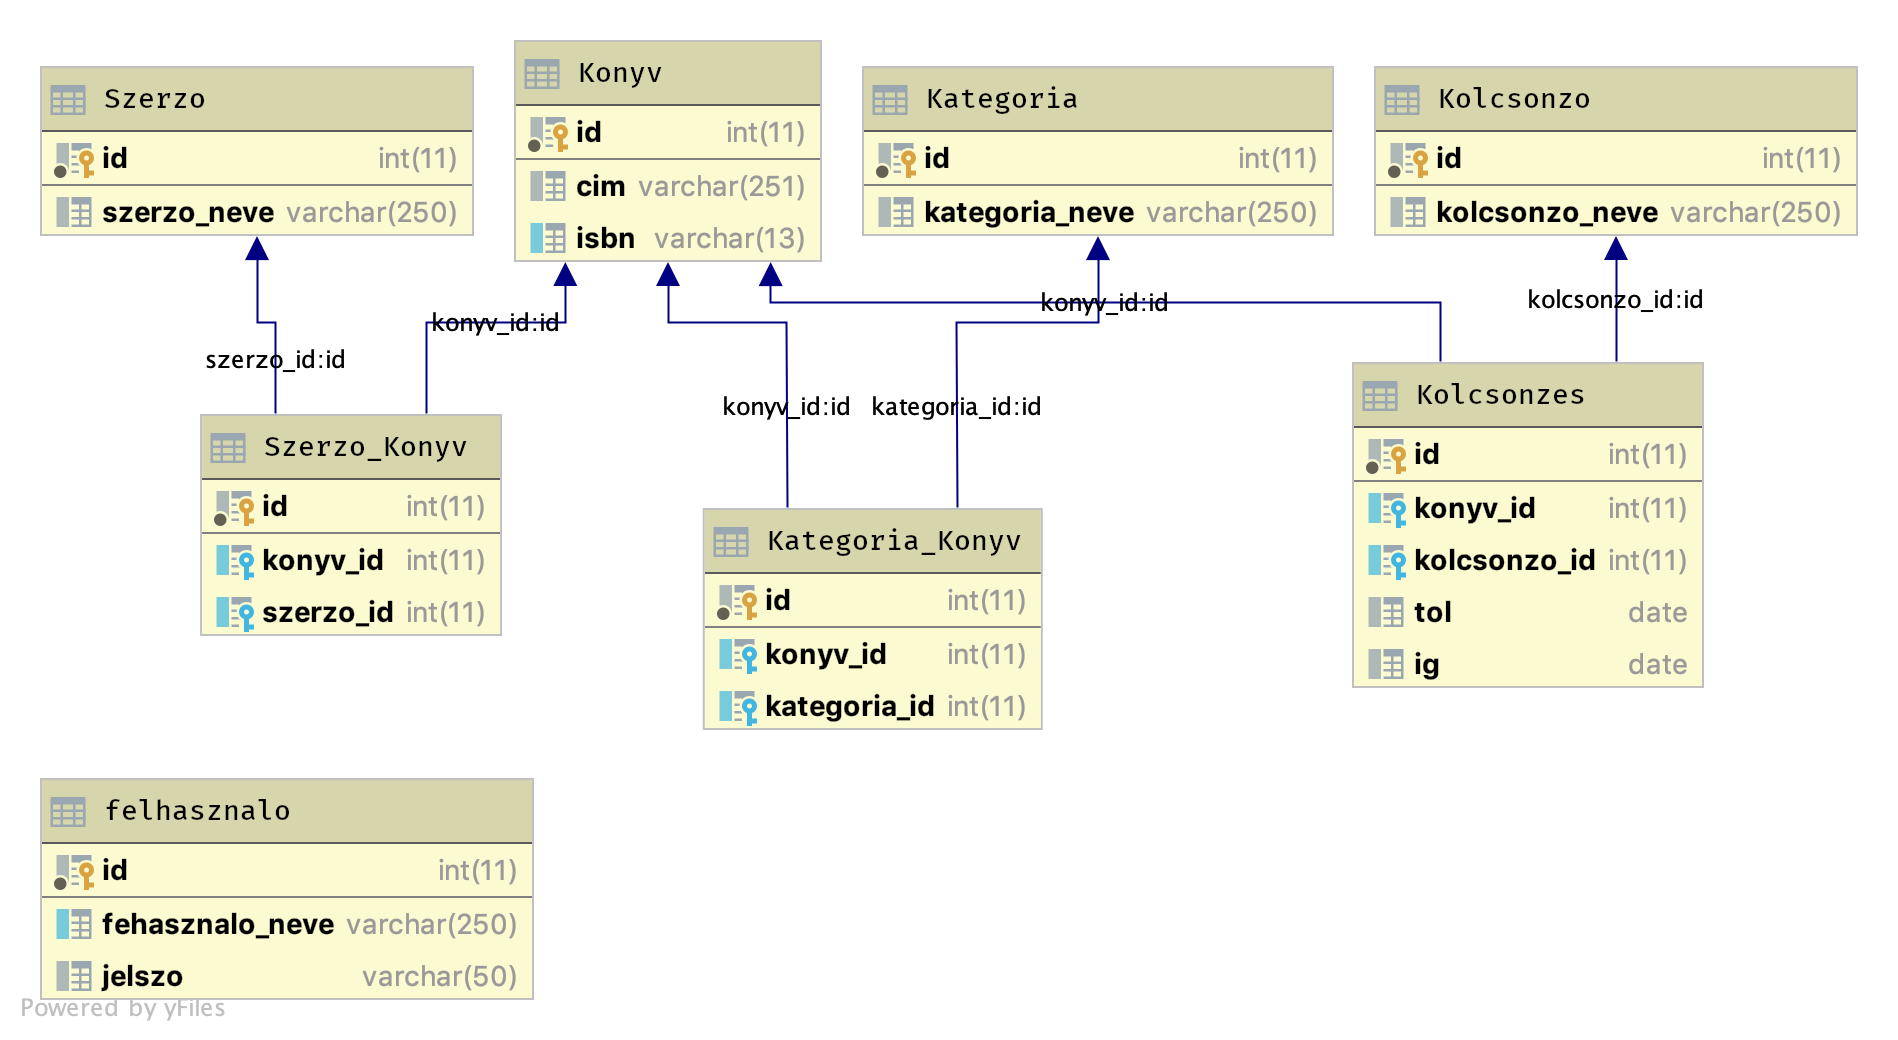 Szerzo
id int(11)
szerzo_neve varchar(250)
Konyv
id int(11)
cim varchar(251)
isbn varchar(13)
Kategoria
id int(11)
kategoria_neve varchar(250)
Kolcsonzo
id int(11)
kolcsonzo_neve varchar(250)
szerzo_id:id
konyv_id:id
konyv_id:id
kategoria_id:id
konyv_id:id
kolcsonzo_id:id
Szerzo_Konyv
id int(11)
konyv_id int(11)
szerzo_id int(11)
Kategoria_Konyv
id int(11)
konyv_id int(11)
kategoria_id int(11)
Kolcsonzes
id int(11)
konyv_id int(11)
kolcsonzo_id int(11)
tol date
ig date
felhasznalo
id int(11)
fehasznalo_neve varchar(250)
jelszo varchar(50)
Powered by yFiles